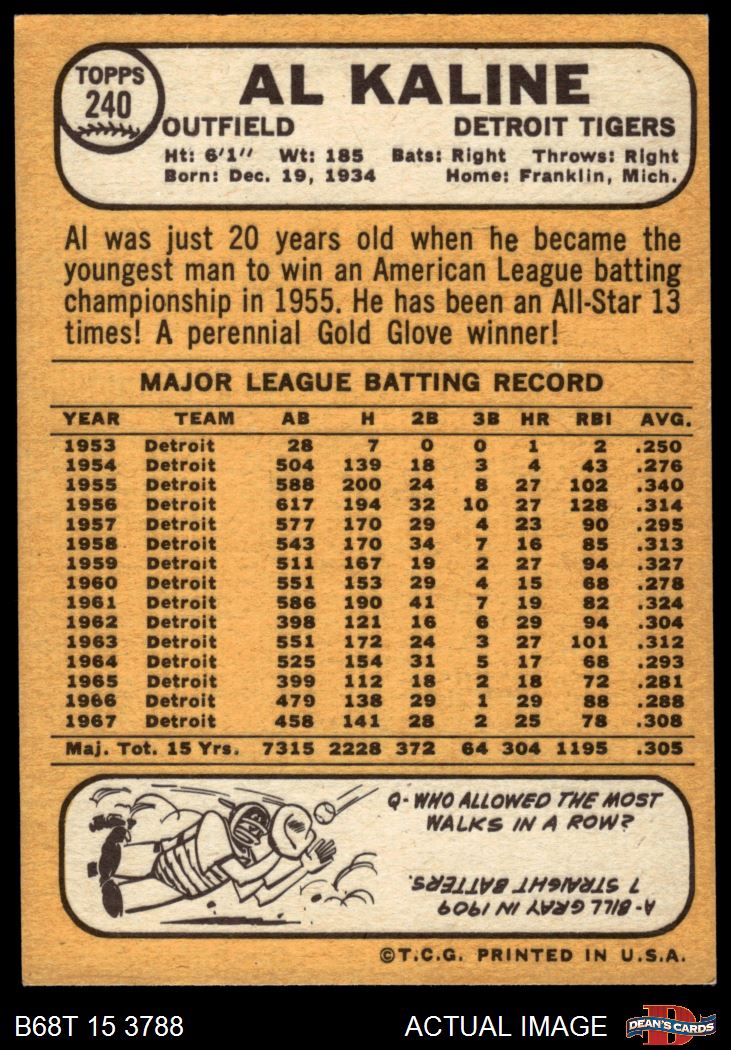 TOPPS
240
AL KALINE
OUTFIELD DETROIT TIGERS
Ht: 6'1" Wt: 185 Bats: Right Throws: Right
Born: Dec. 19, 1934 Home: Franklin, Mich.
Al was just 20 years old when he became the
youngest man to win an American League batting
championship in 1955. He has been an All-Star 13
times! A perennial Gold Glove winner!
MAJOR LEAGUE BATTING RECORD
YEAR TEAM AB H 2B 3B HR RBI AVG.
1953 Detroit 28 7 0 0 1 2 .250
1954 Detroit 504 139 18 3 4 43 .276
1955 Detroit 588 200 24 8 27 102 .340
1956 Detroit 617 194 32 10 27 128 .314
1957 Detroit 577 170 29 4 23 90 .295
1958 Detroit 543 170 34 7 16 85 .313
1959 Detroit 511 167 19 2 27 94 .327
1960 Detroit 551 153 29 4 15 68 .278
1961 Detroit 586 190 41 7 19 82 .324
1962 Detroit 398 121 16 6 29 94 .304
1963 Detroit 551 172 24 3 27 101 .312
1964 Detroit 525 154 31 5 17 68 .293
1965 Detroit 399 112 18 2 18 72 .281
1966 Detroit 479 138 29 1 29 88 .288
1967 Detroit 458 141 28 2 25 78 .308
Maj. Tot. 15 Yrs. 7315 2228 372 64 304 1195 .305
Q- WHO ALLOWED THE MOST
WALKS IN A ROW?
A- BILL GRAY IN 1909
7 STRAIGHT BATTERS.
©T.C.G. PRINTED IN U.S.A.
B68T 15 3788 ACTUAL IMAGE
DEAN'S CARDS